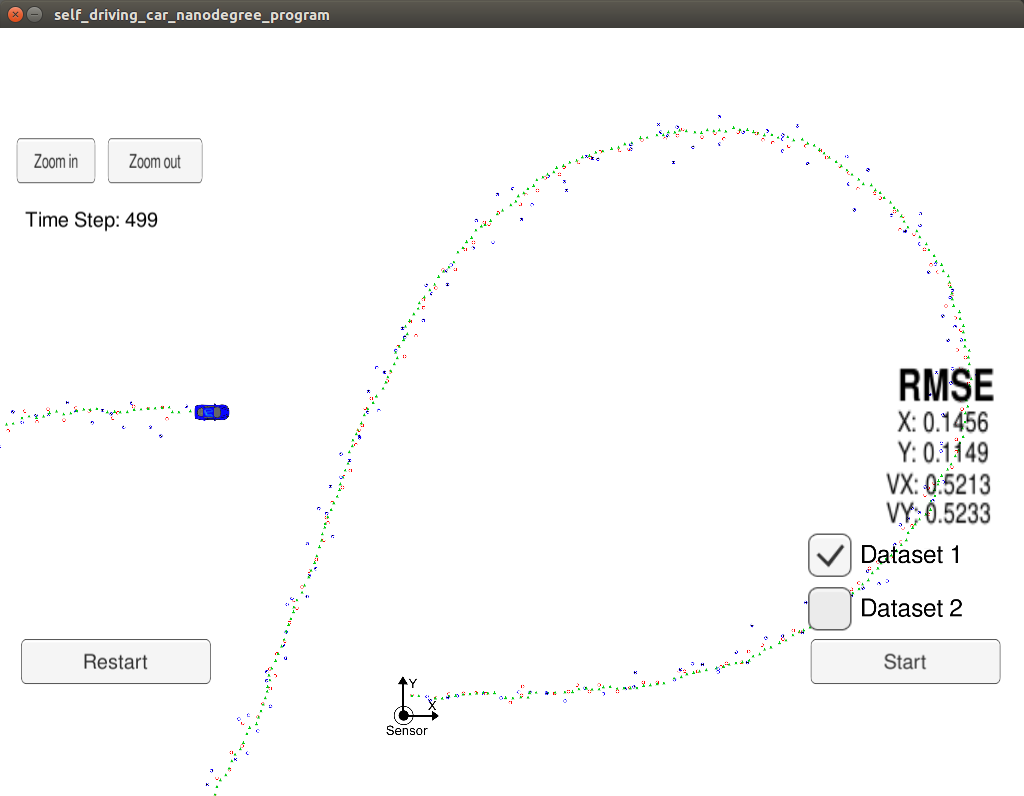 self_driving_car_nanodegree_program
Zoom in
Zoom out
Time Step: 499
RMSE
X: 0.1456
Y: 0.1149
VX: 0.5213
VY: 0.5233
Dataset 1
Dataset 2
Restart
Start
Y
X
Sensor